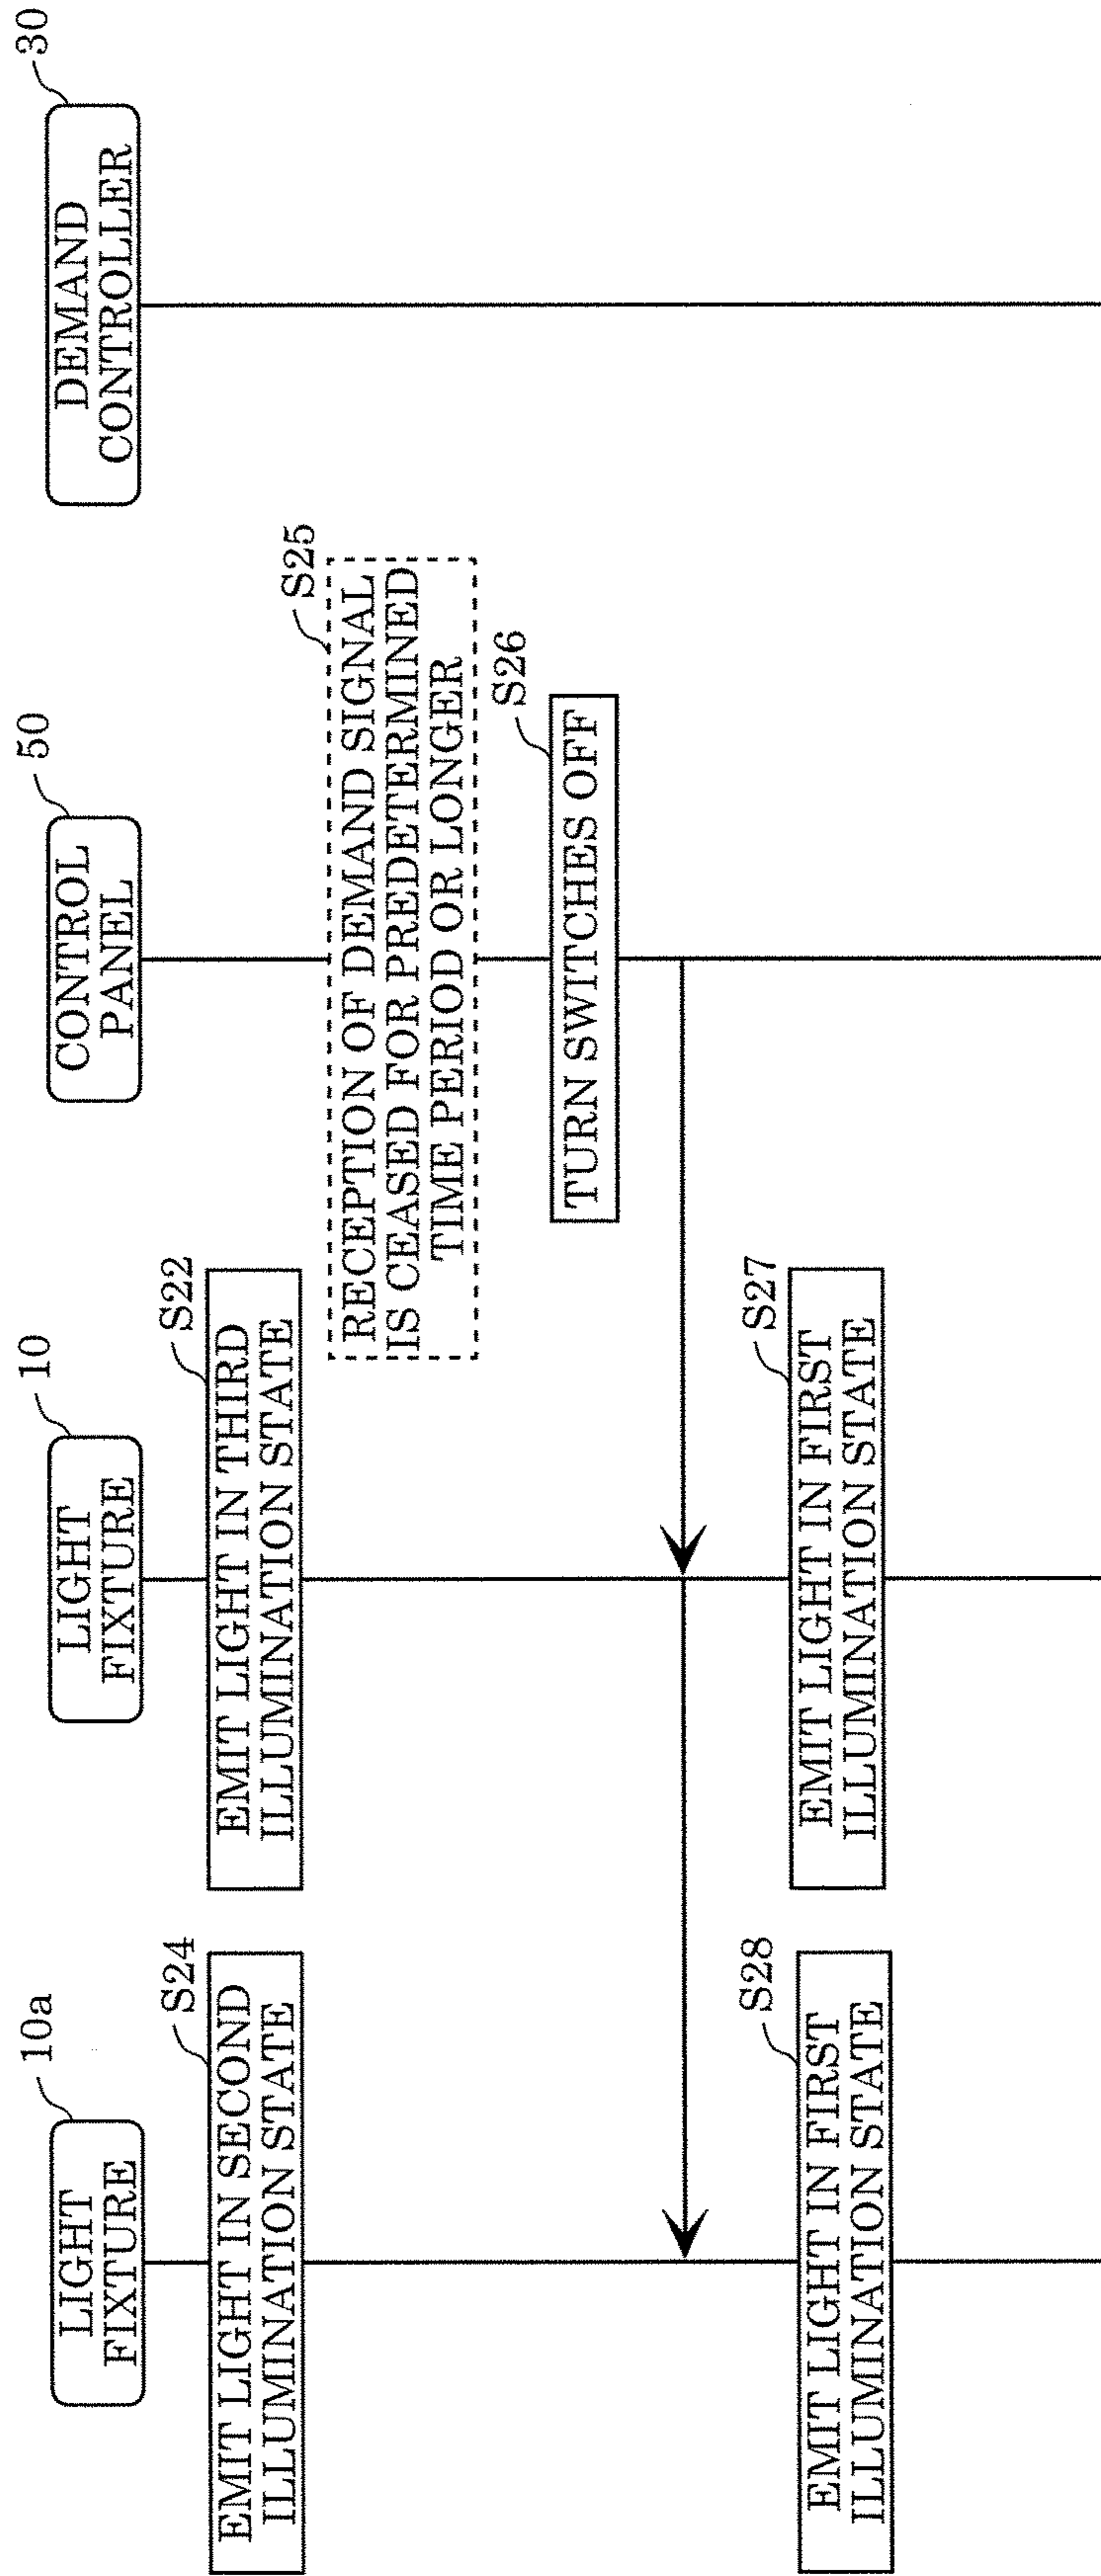 10a
LIGHT
FIXTURE
10
LIGHT
FIXTURE
50
CONTROL
PANEL
30
DEMAND
CONTROLLER
S24
EMIT LIGHT IN SECOND
ILLUMINATION STATE
S22
EMIT LIGHT IN THIRD
ILLUMINATION STATE
S25
RECEPTION OF DEMAND SIGNAL
IS CEASED FOR PREDETERMINED
TIME PERIOD OR LONGER
S26
TURN SWITCHES OFF
S28
EMIT LIGHT IN FIRST
ILLUMINATION STATE
S27
EMIT LIGHT IN FIRST
ILLUMINATION STATE